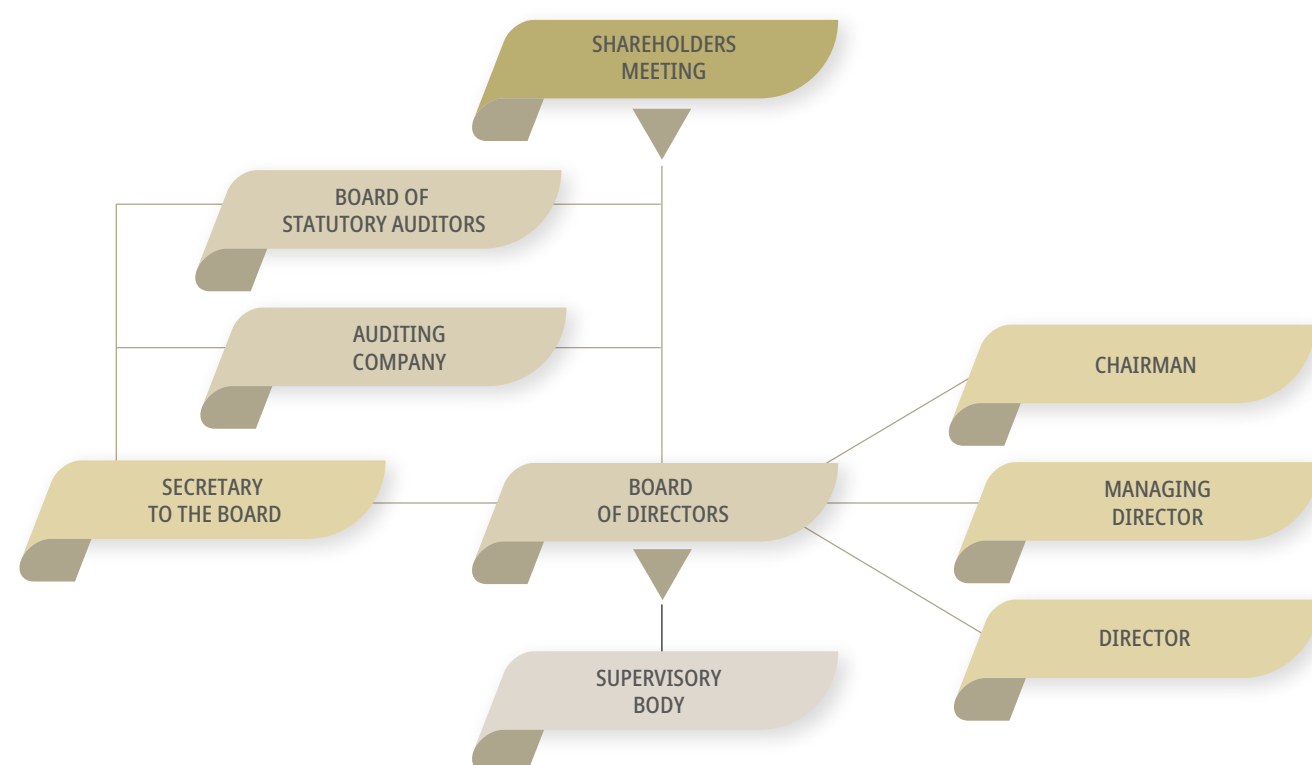 SHAREHOLDERS
MEETING
BOARD OF
STATUTORY AUDITORS
AUDITING
COMPANY
CHAIRMAN
SECRETARY
TO THE BOARD
BOARD
OF DIRECTORS
MANAGING
DIRECTOR
DIRECTOR
SUPERVISORY
BODY